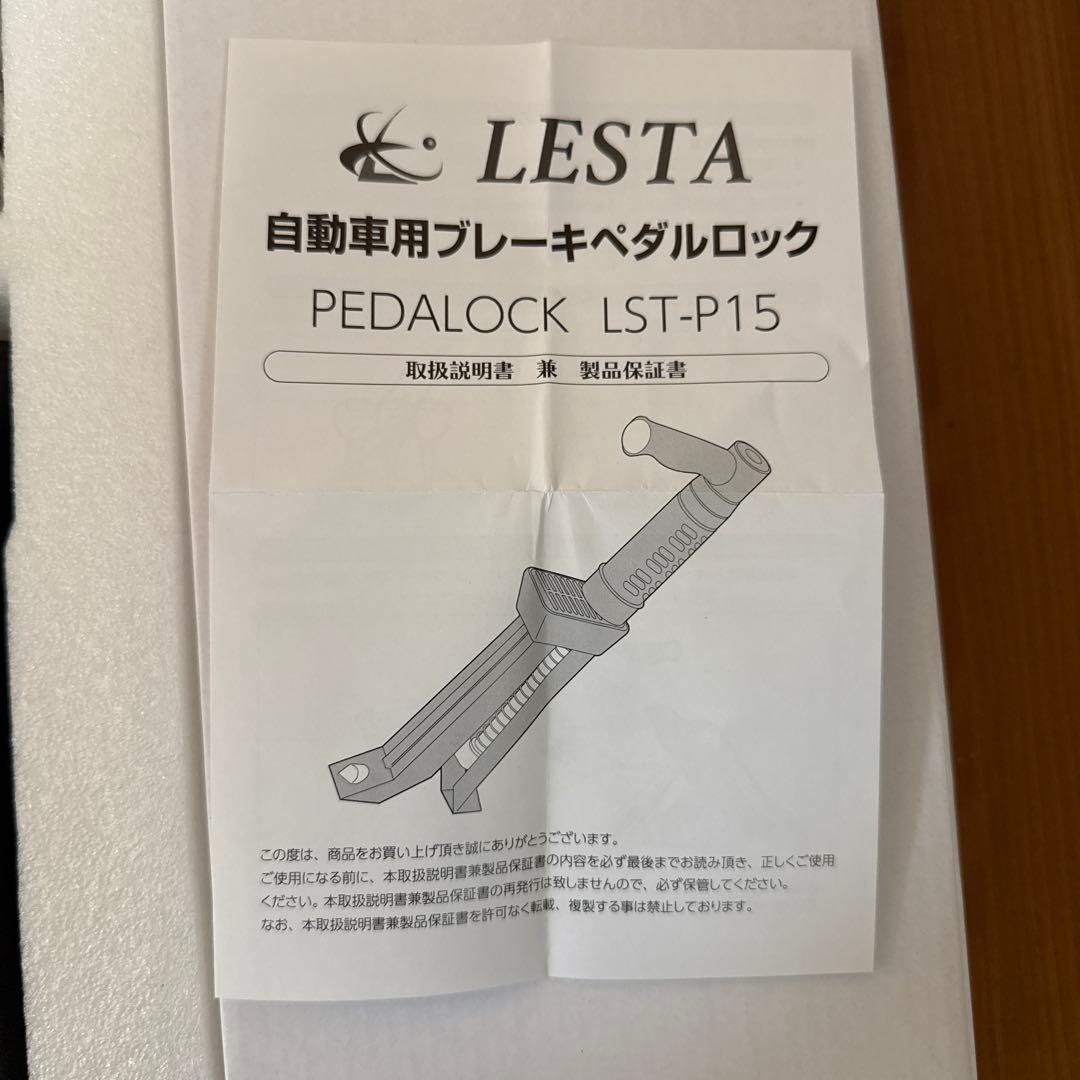 LESTA
自動車用ブレーキペダルロック
PEDALOCK LST-P15
取扱説明書 兼 製品保証書
この度は、商品をお買い上げ頂き誠にありがとうございます。
ご使用になる前に、本取扱説明書兼製品保証書の内容を必ず最後までお読み頂き、正しくご使用
ください。本取扱説明書兼製品保証書の再発行は致しませんので、必ず保管してください。
なお、本取扱説明書兼製品保証書を許可なく転載、複製する事は禁止しております。